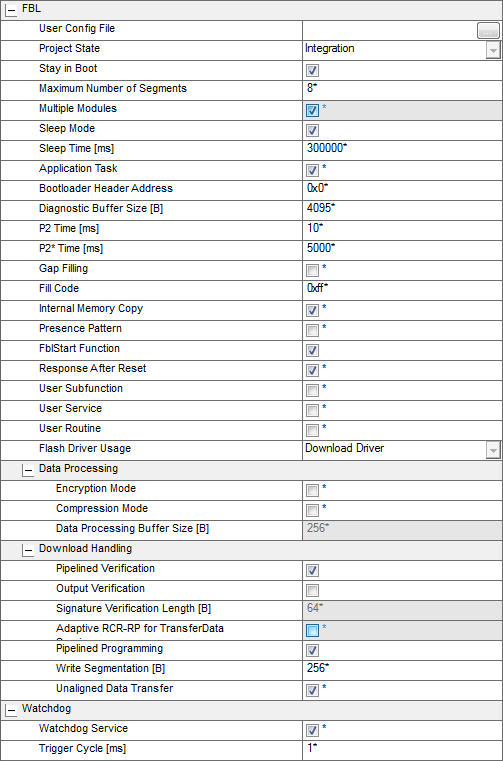 FBL
User Config File ...
Project State Integration
Stay in Boot
Maximum Number of Segments 8*
Multiple Modules *
Sleep Mode
Sleep Time [ms] 300000*
Application Task *
Bootloader Header Address 0x0*
Diagnostic Buffer Size [B] 4095*
P2 Time [ms] 10*
P2* Time [ms] 5000*
Gap Filling *
Fill Code 0xff*
Internal Memory Copy *
Presence Pattern *
FblStart Function
Response After Reset *
User Subfunction *
User Service *
User Routine *
Flash Driver Usage Download Driver
Data Processing
Encryption Mode *
Compression Mode *
Data Processing Buffer Size [B] 256*
Download Handling
Pipelined Verification
Output Verification
Signature Verification Length [B] 64*
Adaptive RCR-RP for TransferData *
Pipelined Programming
Write Segmentation [B] 256*
Unaligned Data Transfer *
Watchdog
Watchdog Service *
Trigger Cycle [ms] 1*